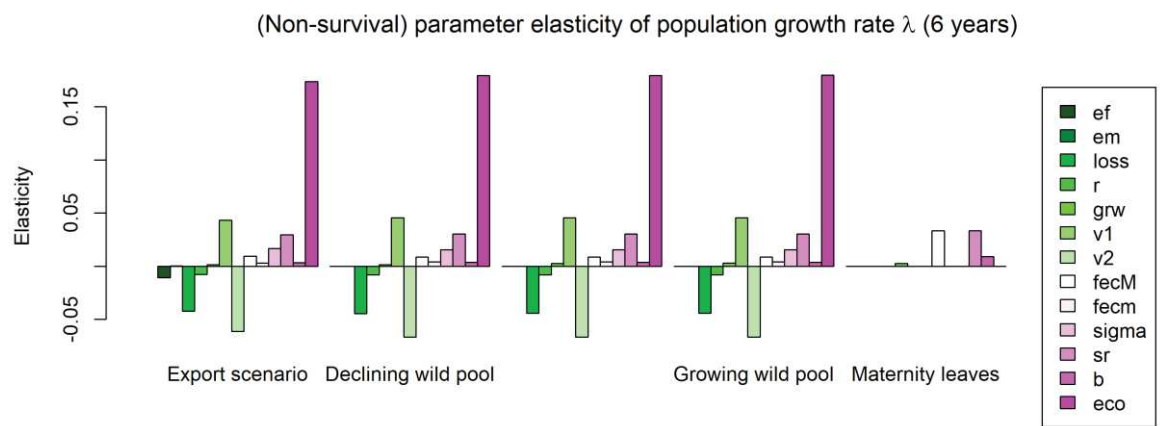 (Non-survival) parameter elasticity of population growth rate λ (6 years)
Elasticity
0.15
0.05
-0.05
Export scenario
Declining wild pool
Growing wild pool
Maternity leaves
ef
em
loss
r
grw
v1
v2
fecM
fecm
sigma
sr
b
eco